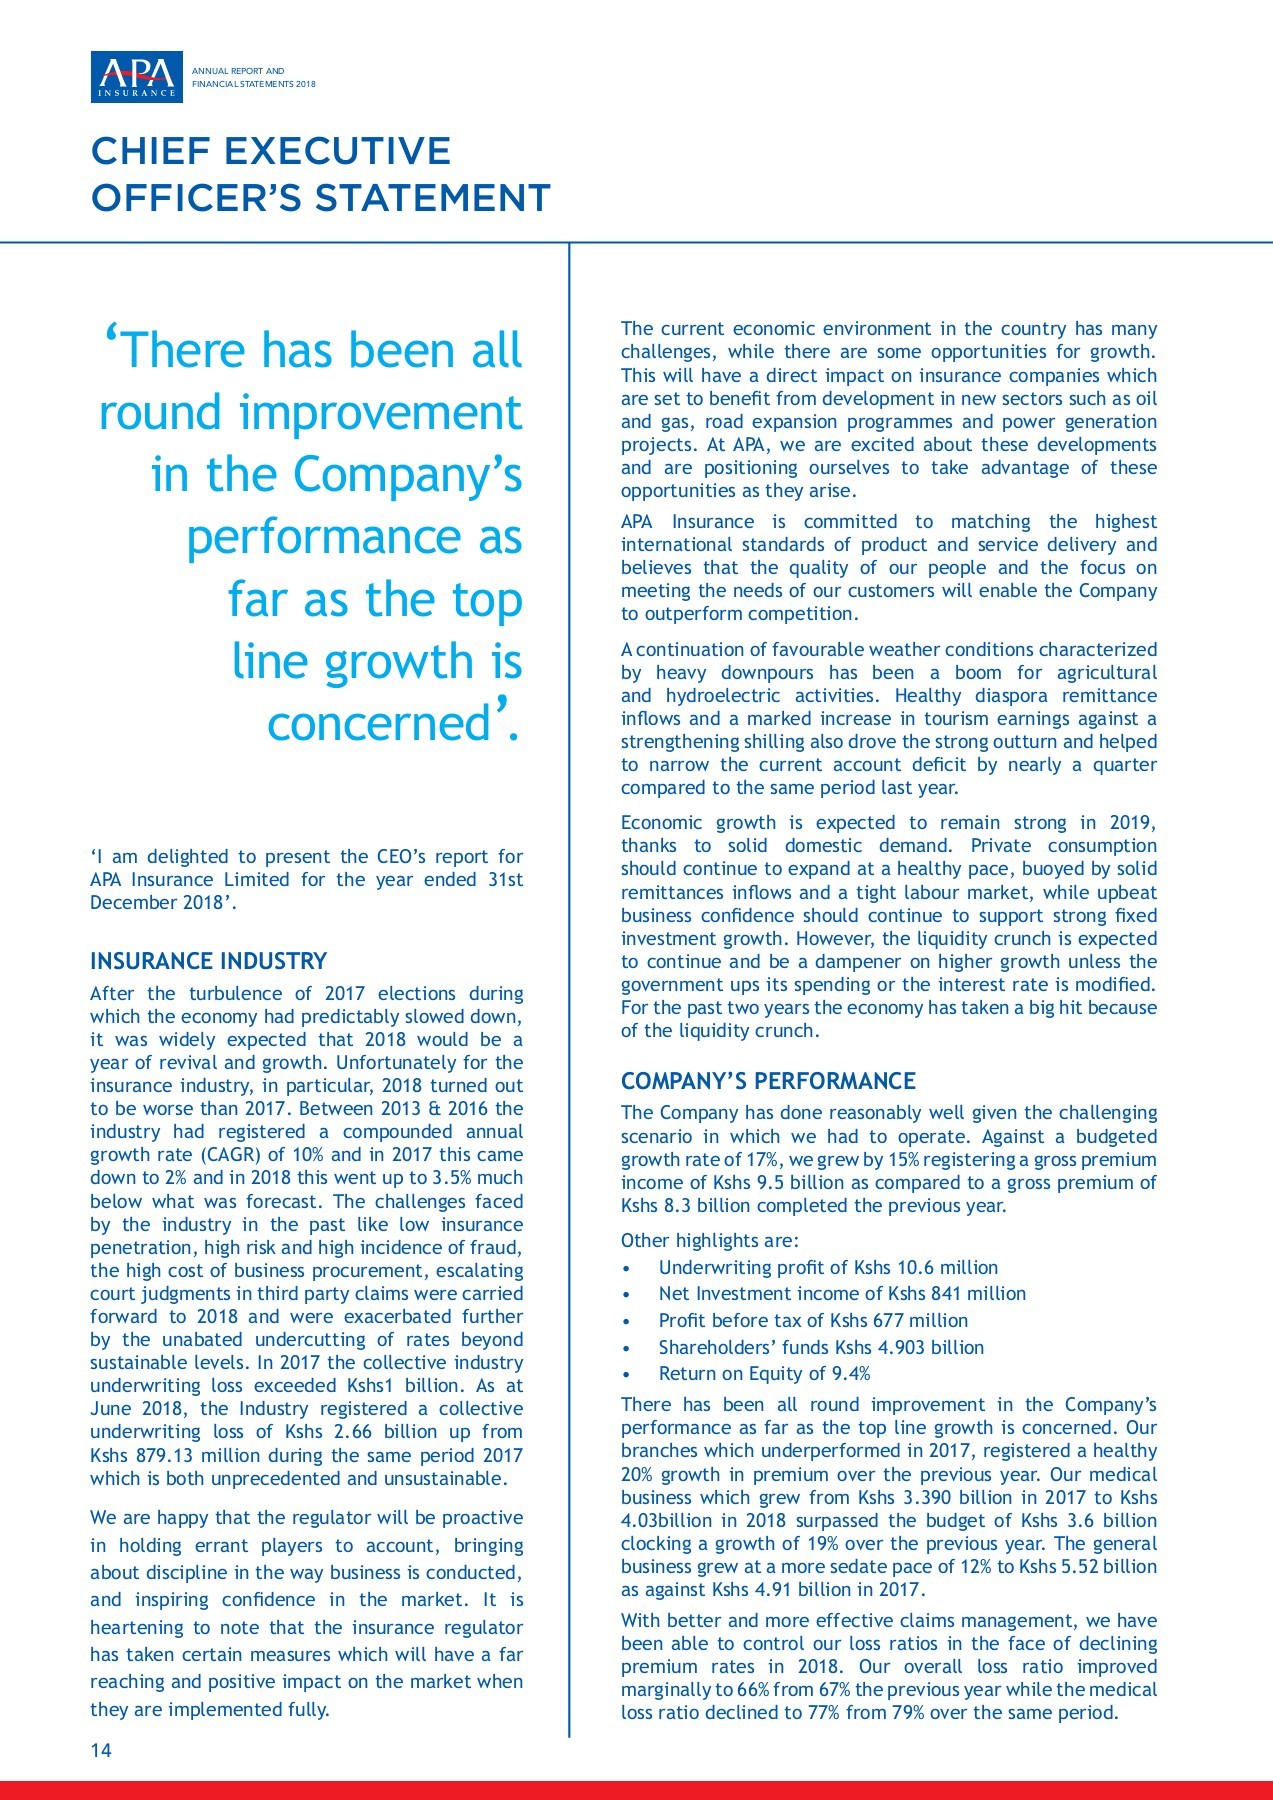 APA
INSURANCE
ANNUAL REPORT AND
FINANCIAL STATEMENTS 2018
CHIEF EXECUTIVE
OFFICER’S STATEMENT
‘There has been all
round improvement
in the Company’s
performance as
far as the top
line growth is
concerned’.
‘I am delighted to present the CEO’s report for
APA Insurance Limited for the year ended 31st
December 2018’.
INSURANCE INDUSTRY
After the turbulence of 2017 elections during
which the economy had predictably slowed down,
it was widely expected that 2018 would be a
year of revival and growth. Unfortunately for the
insurance industry, in particular, 2018 turned out
to be worse than 2017. Between 2013 & 2016 the
industry had registered a compounded annual
growth rate (CAGR) of 10% and in 2017 this came
down to 2% and in 2018 this went up to 3.5% much
below what was forecast. The challenges faced
by the industry in the past like low insurance
penetration, high risk and high incidence of fraud,
the high cost of business procurement, escalating
court judgments in third party claims were carried
forward to 2018 and were exacerbated further
by the unabated undercutting of rates beyond
sustainable levels. In 2017 the collective industry
underwriting loss exceeded Kshs1 billion. As at
June 2018, the Industry registered a collective
underwriting loss of Kshs 2.66 billion up from
Kshs 879.13 million during the same period 2017
which is both unprecedented and unsustainable.
We are happy that the regulator will be proactive
in holding errant players to account, bringing
about discipline in the way business is conducted,
and inspiring confidence in the market. It is
heartening to note that the insurance regulator
has taken certain measures which will have a far
reaching and positive impact on the market when
they are implemented fully.
The current economic environment in the country has many
challenges, while there are some opportunities for growth.
This will have a direct impact on insurance companies which
are set to benefit from development in new sectors such as oil
and gas, road expansion programmes and power generation
projects. At APA, we are excited about these developments
and are positioning ourselves to take advantage of these
opportunities as they arise.
APA Insurance is committed to matching the highest
international standards of product and service delivery and
believes that the quality of our people and the focus on
meeting the needs of our customers will enable the Company
to outperform competition.
A continuation of favourable weather conditions characterized
by heavy downpours has been a boom for agricultural
and hydroelectric activities. Healthy diaspora remittance
inflows and a marked increase in tourism earnings against a
strengthening shilling also drove the strong outturn and helped
to narrow the current account deficit by nearly a quarter
compared to the same period last year.
Economic growth is expected to remain strong in 2019,
thanks to solid domestic demand. Private consumption
should continue to expand at a healthy pace, buoyed by solid
remittances inflows and a tight labour market, while upbeat
business confidence should continue to support strong fixed
investment growth. However, the liquidity crunch is expected
to continue and be a dampener on higher growth unless the
government ups its spending or the interest rate is modified.
For the past two years the economy has taken a big hit because
of the liquidity crunch.
COMPANY’S PERFORMANCE
The Company has done reasonably well given the challenging
scenario in which we had to operate. Against a budgeted
growth rate of 17%, we grew by 15% registering a gross premium
income of Kshs 9.5 billion as compared to a gross premium of
Kshs 8.3 billion completed the previous year.
Other highlights are:
• Underwriting profit of Kshs 10.6 million
• Net Investment income of Kshs 841 million
• Profit before tax of Kshs 677 million
• Shareholders’ funds Kshs 4.903 billion
• Return on Equity of 9.4%
There has been all round improvement in the Company’s
performance as far as the top line growth is concerned. Our
branches which underperformed in 2017, registered a healthy
20% growth in premium over the previous year. Our medical
business which grew from Kshs 3.390 billion in 2017 to Kshs
4.03billion in 2018 surpassed the budget of Kshs 3.6 billion
clocking a growth of 19% over the previous year. The general
business grew at a more sedate pace of 12% to Kshs 5.52 billion
as against Kshs 4.91 billion in 2017.
With better and more effective claims management, we have
been able to control our loss ratios in the face of declining
premium rates in 2018. Our overall loss ratio improved
marginally to 66% from 67% the previous year while the medical
loss ratio declined to 77% from 79% over the same period.
14